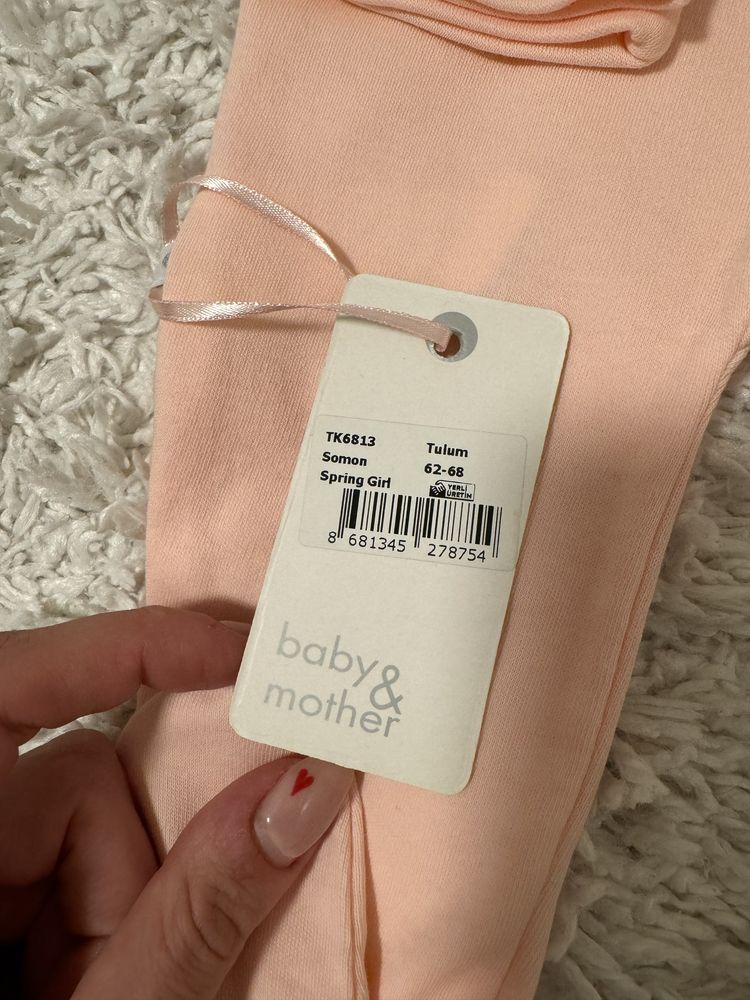 TK6813 Tulum
Somon 62-68
Spring Girl YERLİ ÜRETİM
8 681345 278754
baby &
mother